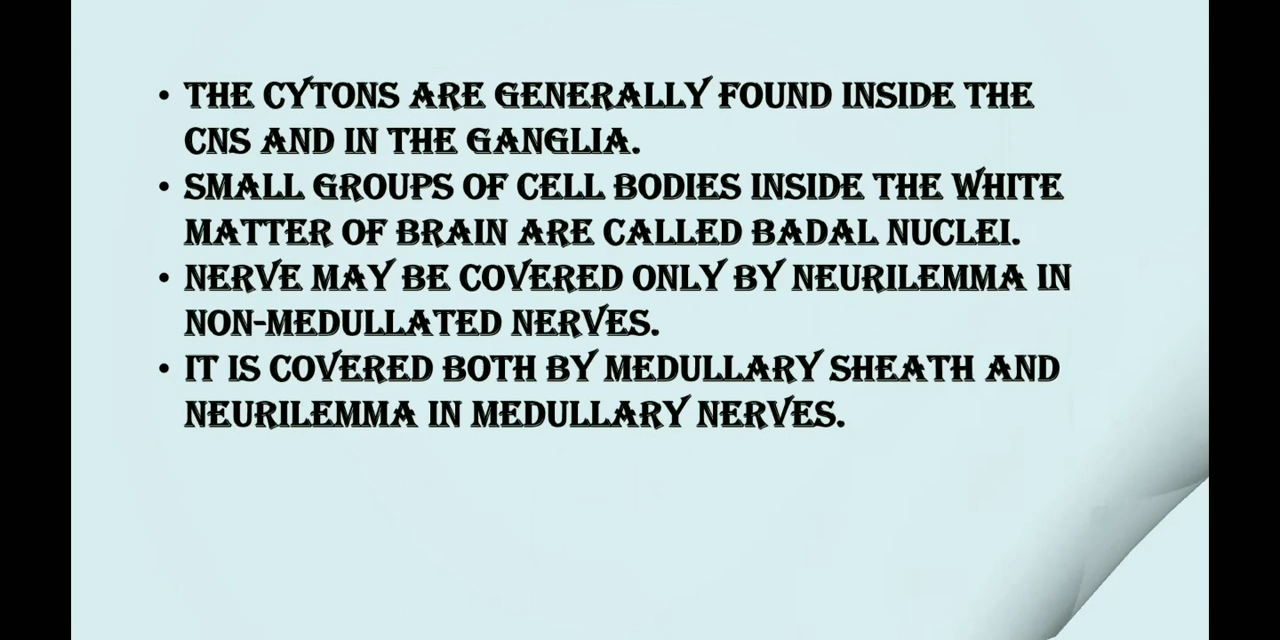 • THE CYTONS ARE GENERALLY FOUND INSIDE THE
CNS AND IN THE GANGLIA.
• SMALL GROUPS OF CELL BODIES INSIDE THE WHITE
MATTER OF BRAIN ARE CALLED BADAL NUCLEI.
• NERVE MAY BE COVERED ONLY BY NEURILEMMA IN
NON-MEDULLATED NERVES.
• IT IS COVERED BOTH BY MEDULLARY SHEATH AND
NEURILEMMA IN MEDULLARY NERVES.